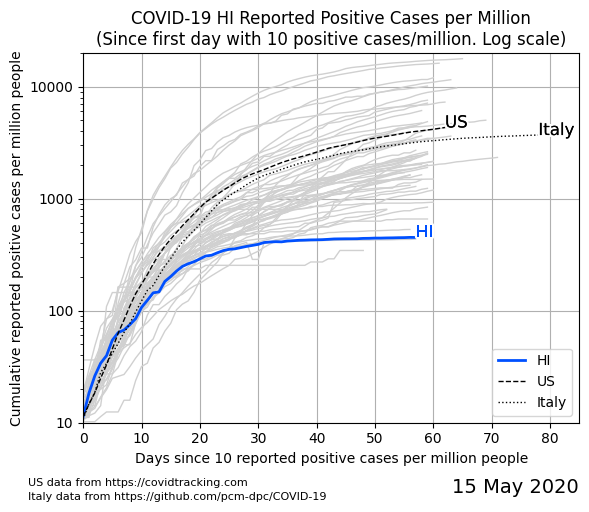 COVID-19 HI Reported Positive Cases per Million
(Since first day with 10 positive cases/million. Log scale)
Cumulative reported positive cases per million people
10000
1000
100
10
US
Italy
HI
HI
US
Italy
0 10 20 30 40 50 60 70 80
Days since 10 reported positive cases per million people
US data from https://covidtracking.com
Italy data from https://github.com/pcm-dpc/COVID-19
15 May 2020